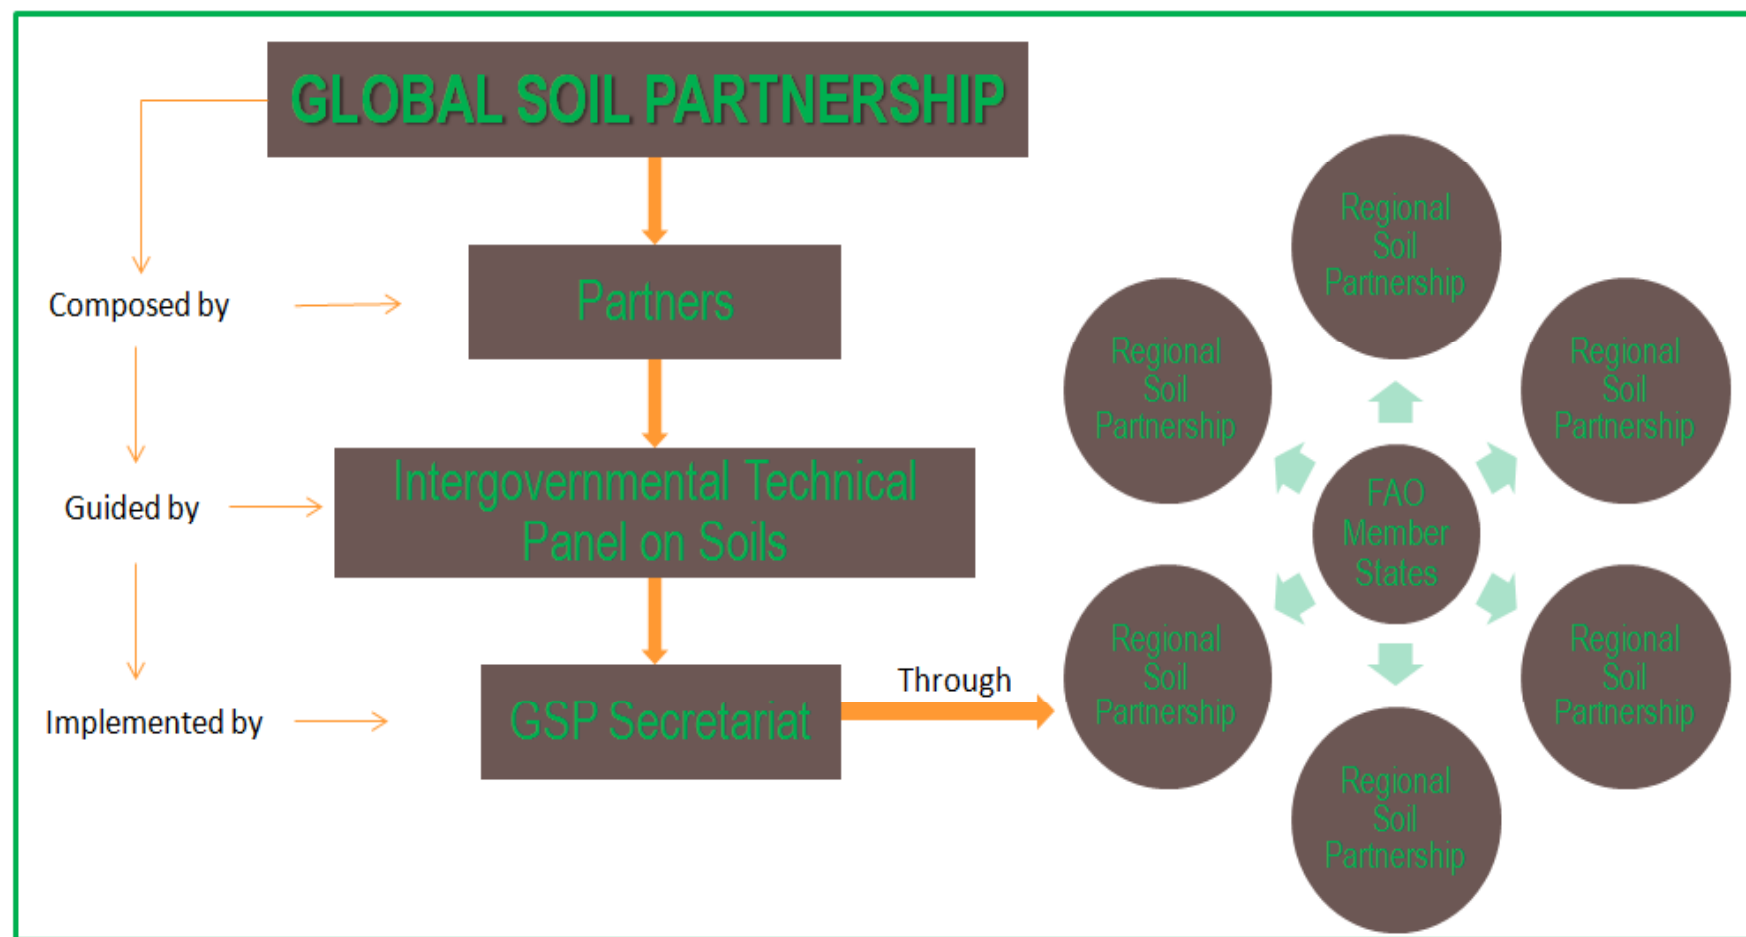 GLOBAL SOIL PARTNERSHIP
Composed by
Partners
Guided by
Intergovernmental Technical
Panel on Soils
Implemented by
GSP Secretariat
Through
Regional
Soil
Partnership
Regional
Soil
Partnership
Regional
Soil
Partnership
FAO
Member
States
Regional
Soil
Partnership
Regional
Soil
Partnership
Regional
Soil
Partnership